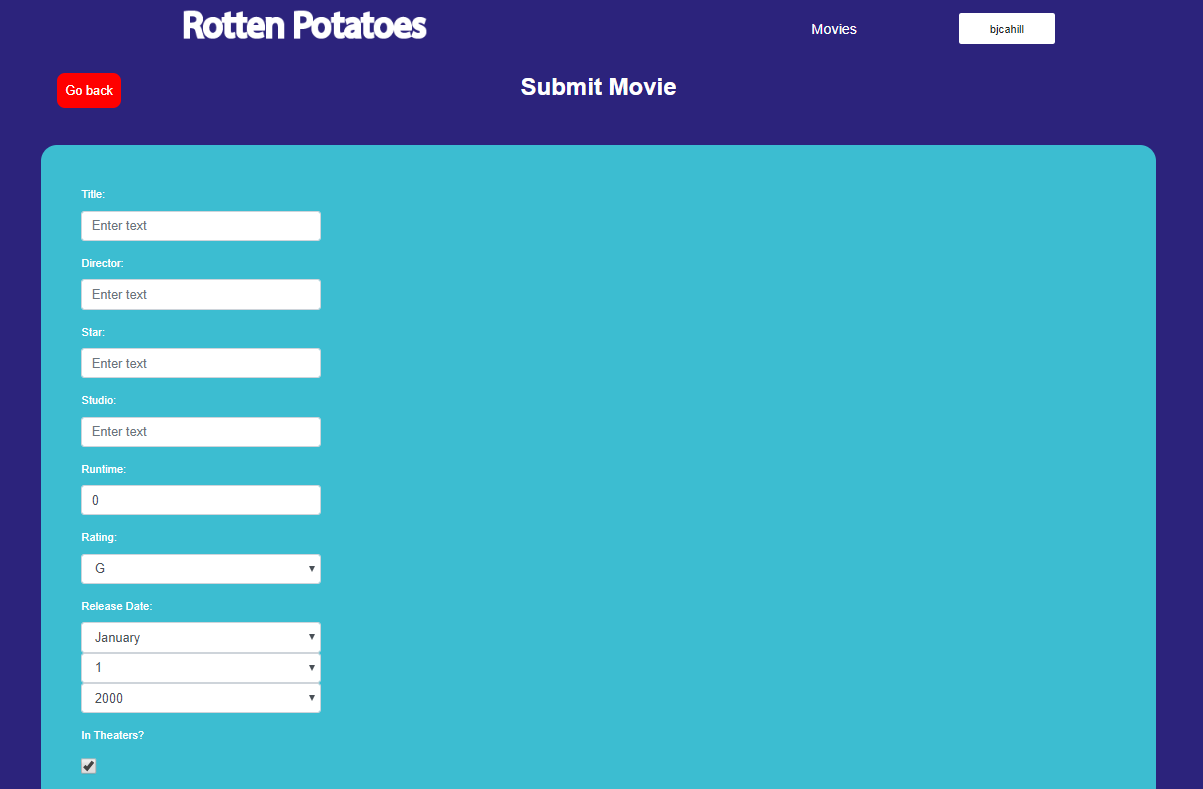 Rotten Potatoes
Movies
bjcahill
Go back
Submit Movie
Title:
Enter text
Director:
Enter text
Star:
Enter text
Studio:
Enter text
Runtime:
0
Rating:
G
Release Date:
January
1
2000
In Theaters?